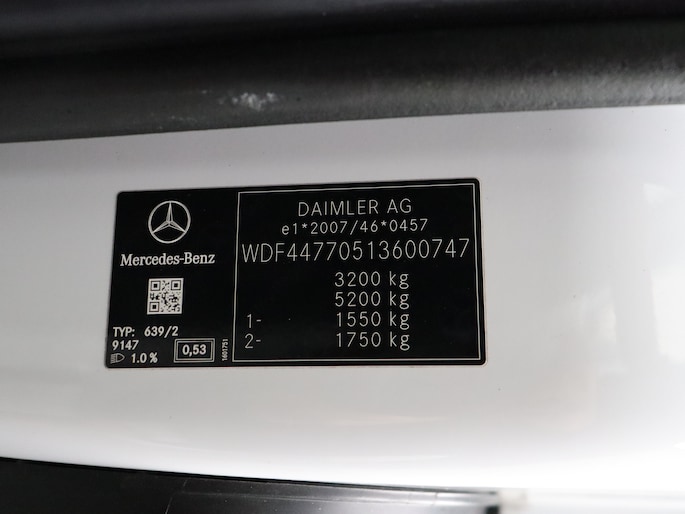 Mercedes-Benz
TYP: 639/2
9147
1.0 %
0,53
1601751
DAIMLER AG
e1*2007/46*0457
WDF44770513600747
3200 kg
5200 kg
1- 1550 kg
2- 1750 kg